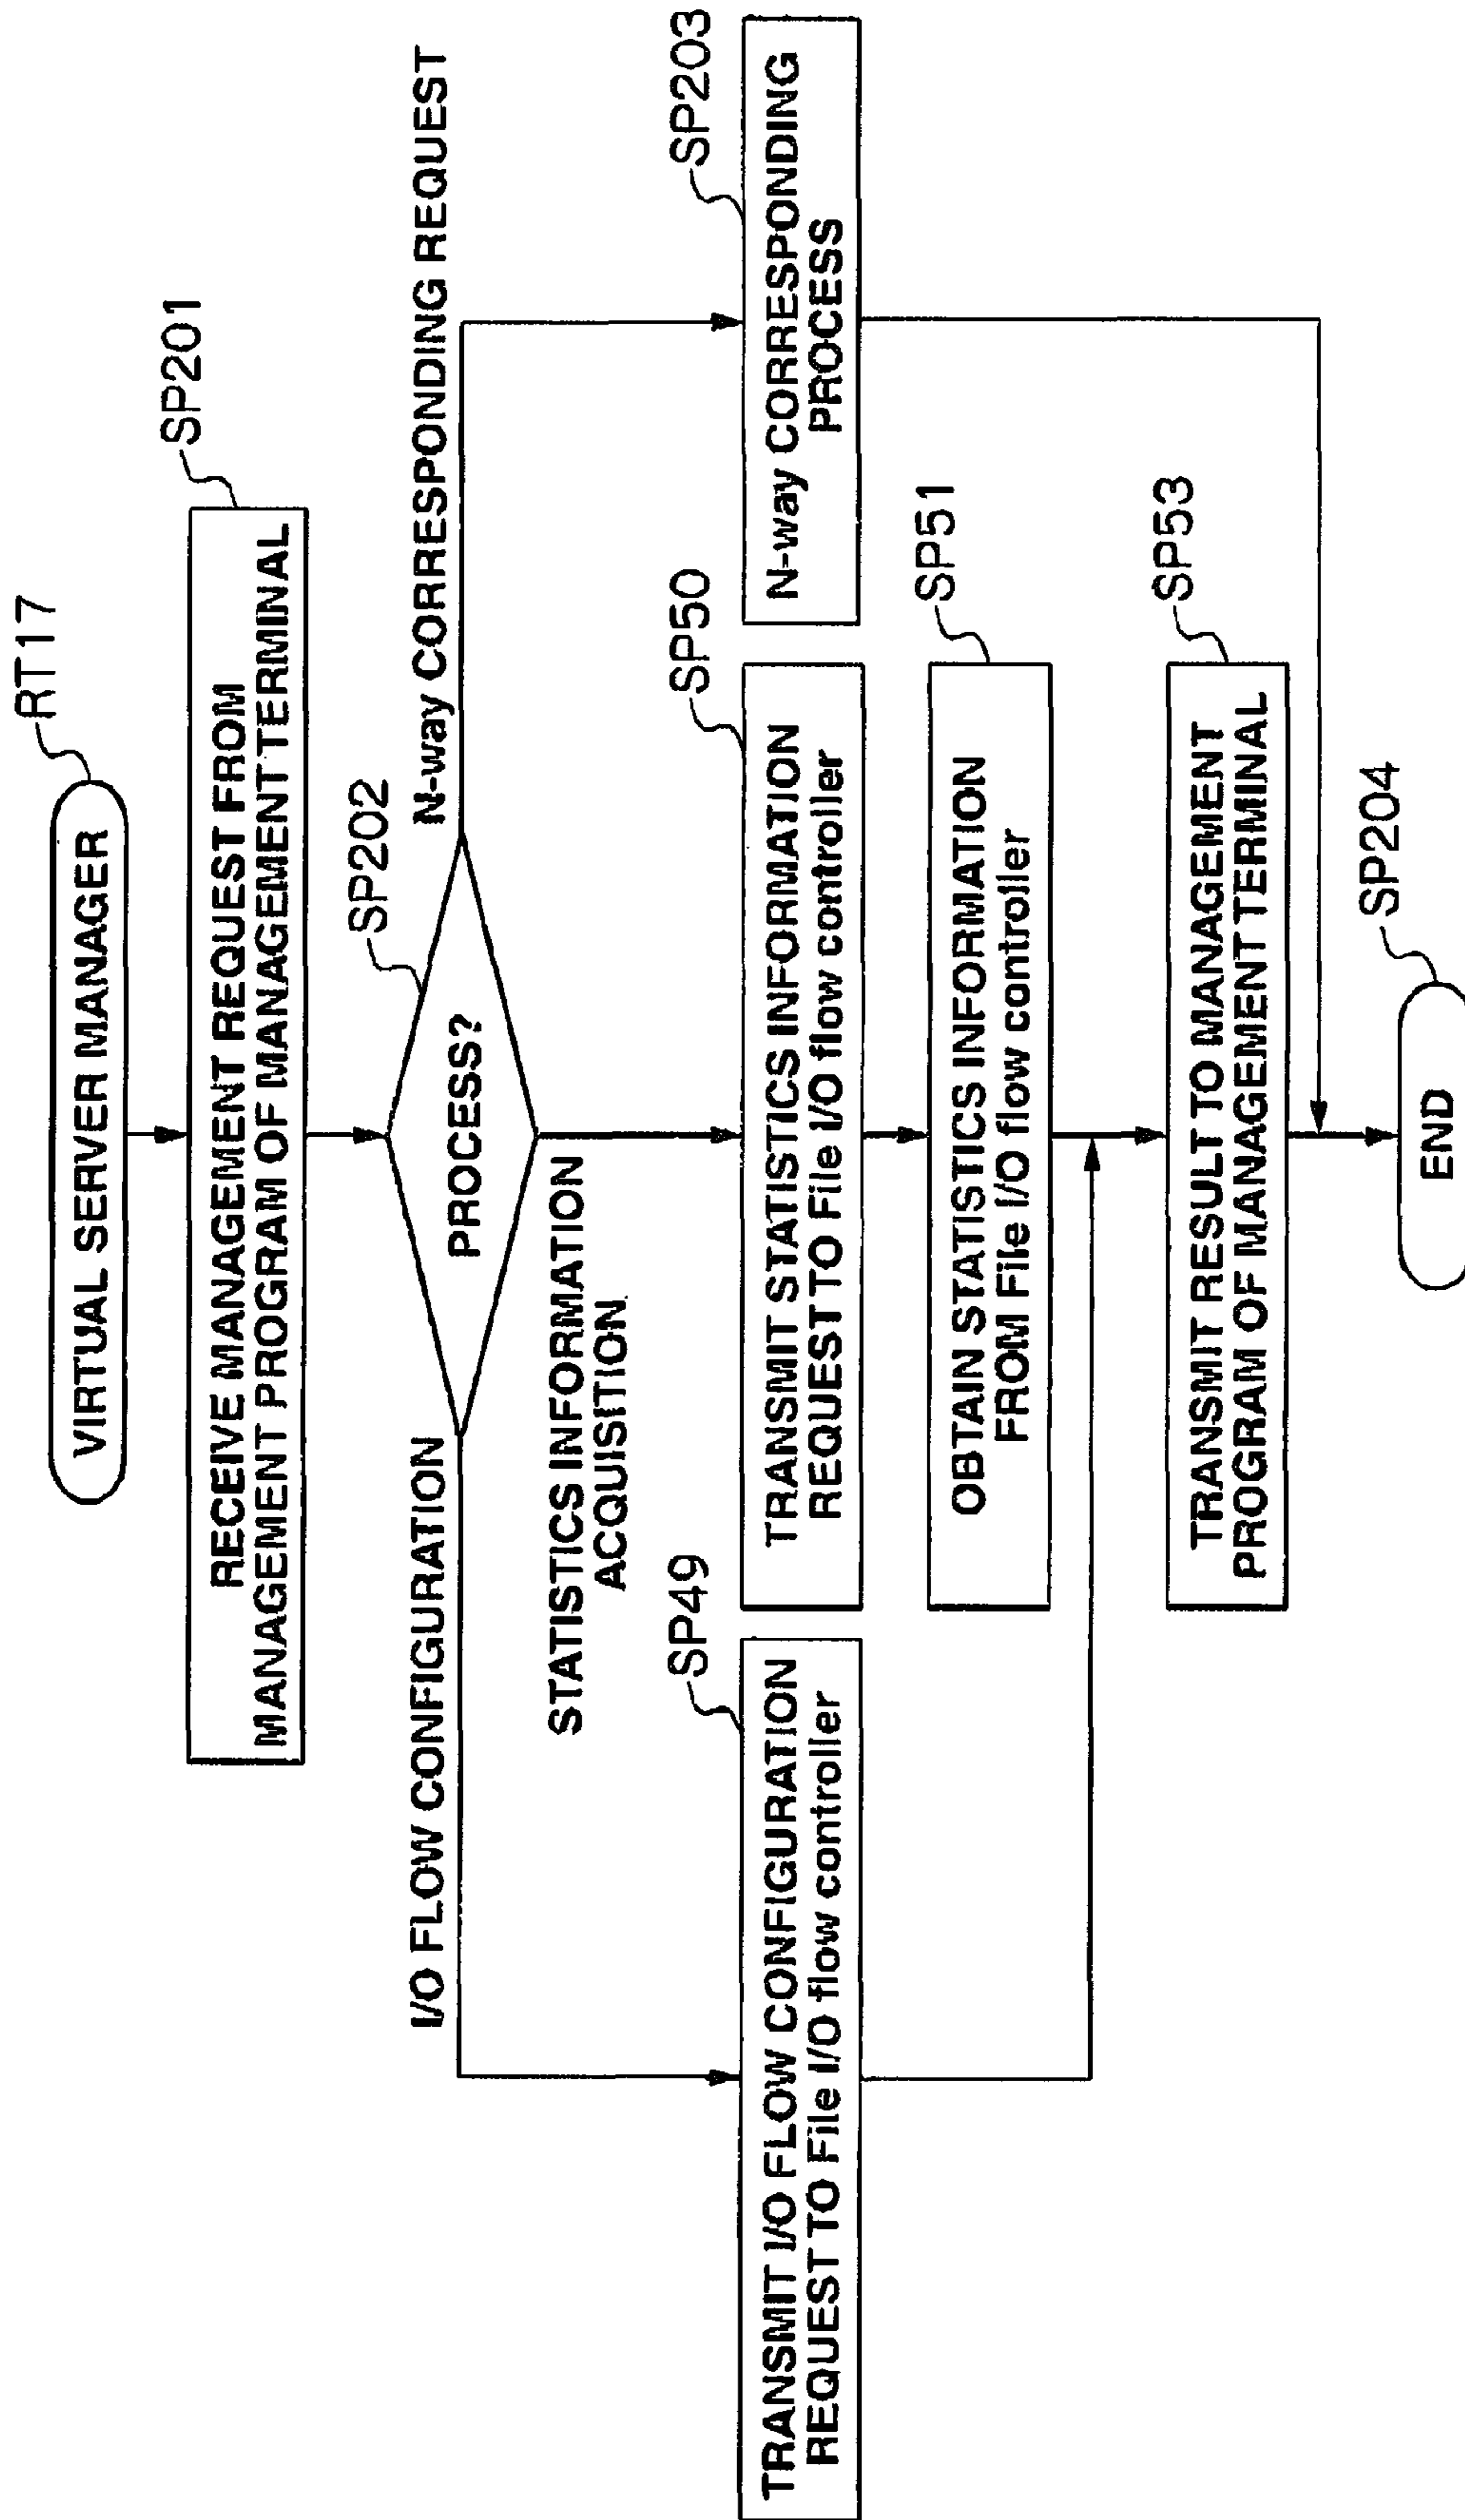 RT17
VIRTUAL SERVER MANAGER
SP201
RECEIVE MANAGEMENT REQUEST FROM
MANAGEMENT PROGRAM OF MANAGEMENT TERMINAL
SP202
PROCESS?
I/O FLOW CONFIGURATION
N-way CORRESPONDING REQUEST
STATISTICS INFORMATION
ACQUISITION
SP49
TRANSMIT I/O FLOW CONFIGURATION
REQUEST TO File I/O flow controller
SP50
TRANSMIT STATISTICS INFORMATION
REQUEST TO File I/O flow controller
SP203
N-way CORRESPONDING
PROCESS
SP51
OBTAIN STATISTICS INFORMATION
FROM File I/O flow controller
SP53
TRANSMIT RESULT TO MANAGEMENT
PROGRAM OF MANAGEMENT TERMINAL
SP204
END